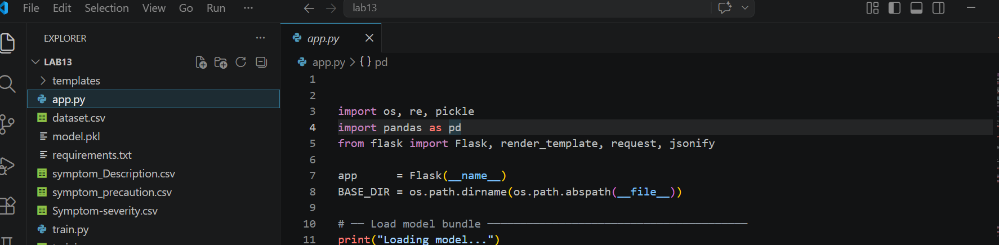 File Edit Selection View Go Run ···
lab13
EXPLORER ···
LAB13
templates
app.py
dataset.csv
model.pkl
requirements.txt
symptom_Description.csv
symptom_precaution.csv
Symptom-severity.csv
train.py
app.py
app.py > {} pd
1
2
3 import os, re, pickle
4 import pandas as pd
5 from flask import Flask, render_template, request, jsonify
6
7 app      = Flask(__name__)
8 BASE_DIR = os.path.dirname(os.path.abspath(__file__))
9
10 # ── Load model bundle ────────────────────────────────────────
11 print("Loading model...")